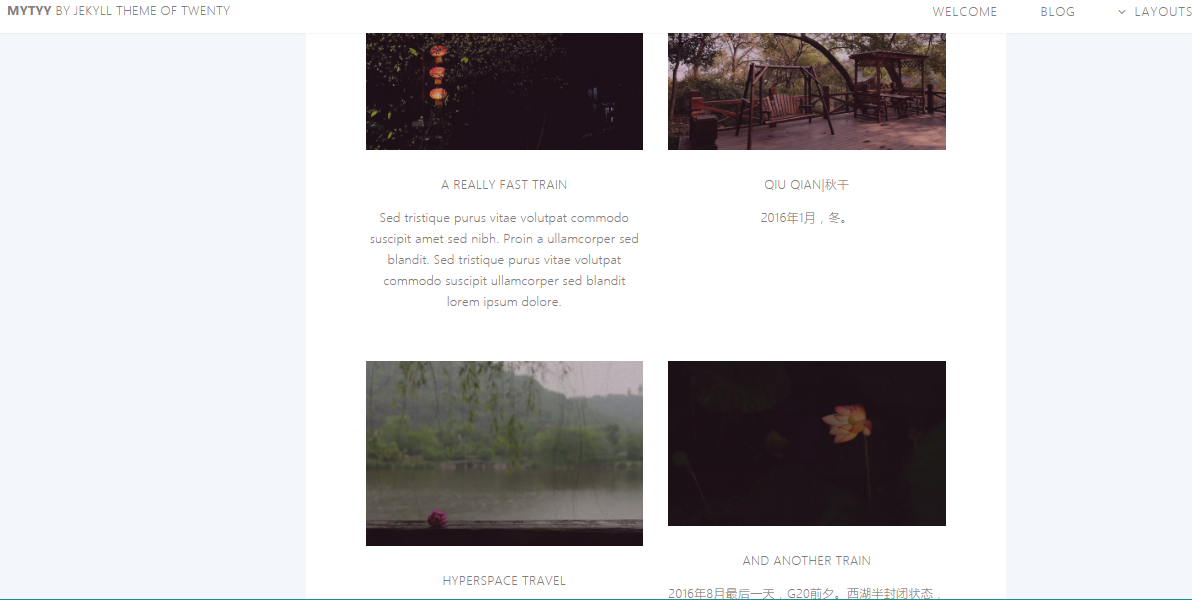 MYTYY BY JEKYLL THEME OF TWENTY
WELCOME
BLOG
LAYOUTS
A REALLY FAST TRAIN
Sed tristique purus vitae volutpat commodo
suscipit amet sed nibh. Proin a ullamcorper sed
blandit. Sed tristique purus vitae volutpat
commodo suscipit ullamcorper sed blandit
lorem ipsum dolore.
QIU QIAN|秋千
2016年1月，冬。
HYPERSPACE TRAVEL
AND ANOTHER TRAIN
2016年8月最后一天，G20前夕。西湖半封闭状态，